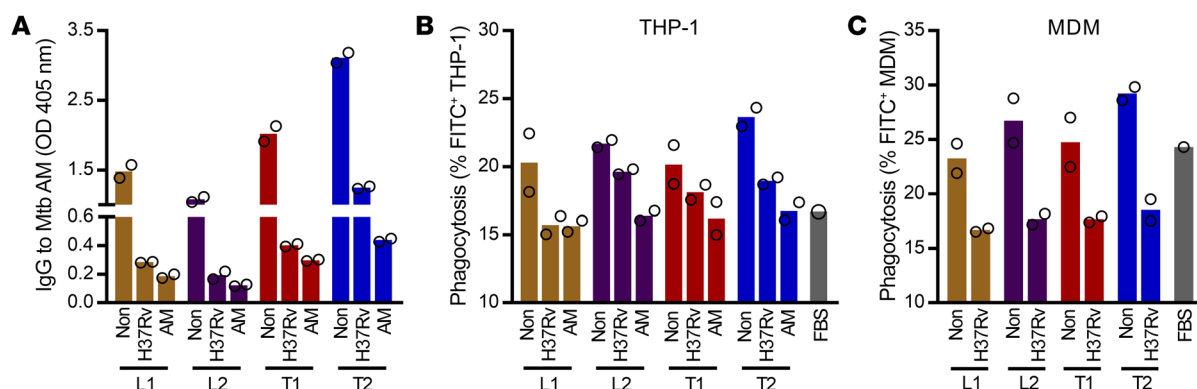 A
IgG to Mtb AM (OD 405 nm)
3.5
2.5
1.5
0.6
0.4
0.2
0.0
Non H37Rv AM Non H37Rv AM Non H37Rv AM Non H37Rv AM
L1 L2 T1 T2
B
THP-1
Phagocytosis (% FITC⁺ THP-1)
30
25
20
15
10
Non H37Rv AM Non H37Rv AM Non H37Rv AM Non H37Rv AM FBS
L1 L2 T1 T2
C
MDM
Phagocytosis (% FITC⁺ MDM)
35
30
25
20
15
10
Non H37Rv Non H37Rv Non H37Rv Non H37Rv FBS
L1 L2 T1 T2